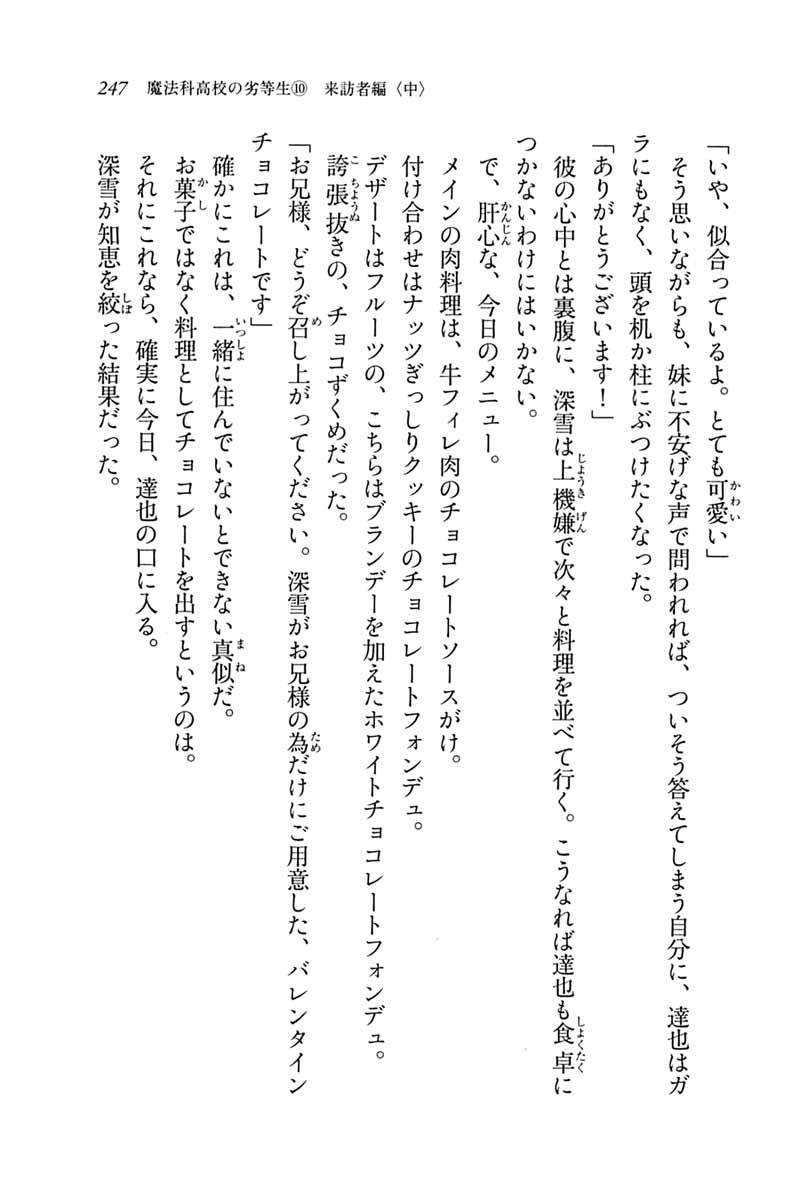 247 魔法科高校の劣等生⑩ 来訪者編〈中〉
「いや、似合っているよ。とても可愛い」
そう思いながらも、妹に不安げな声で問われれば、ついそう答えてしまう自分に、達也はガ
ラにもなく、頭を机か柱にぶつけたくなった。
「ありがとうございます！」
彼の心中とは裏腹に、深雪は上機嫌で次々と料理を並べて行く。こうなれば達也も食卓に
つかないわけにはいかない。
で、肝心な、今日のメニュー。
メインの肉料理は、牛フィレ肉のチョコレートソースがけ。
付け合わせはナッツぎっしりクッキーのチョコレートフォンデュ。
デザートはフルーツの、こちらはブランデーを加えたホワイトチョコレートフォンデュ。
誇張抜きの、チョコずくめだった。
「お兄様、どうぞ召し上がってください。深雪がお兄様の為だけにご用意した、バレンタイン
チョコレートです」
確かにこれは、一緒に住んでいないとできない真似だ。
お菓子ではなく料理としてチョコレートを出すというのは。
それにこれなら、確実に今日、達也の口に入る。
深雪が知恵を絞った結果だった。